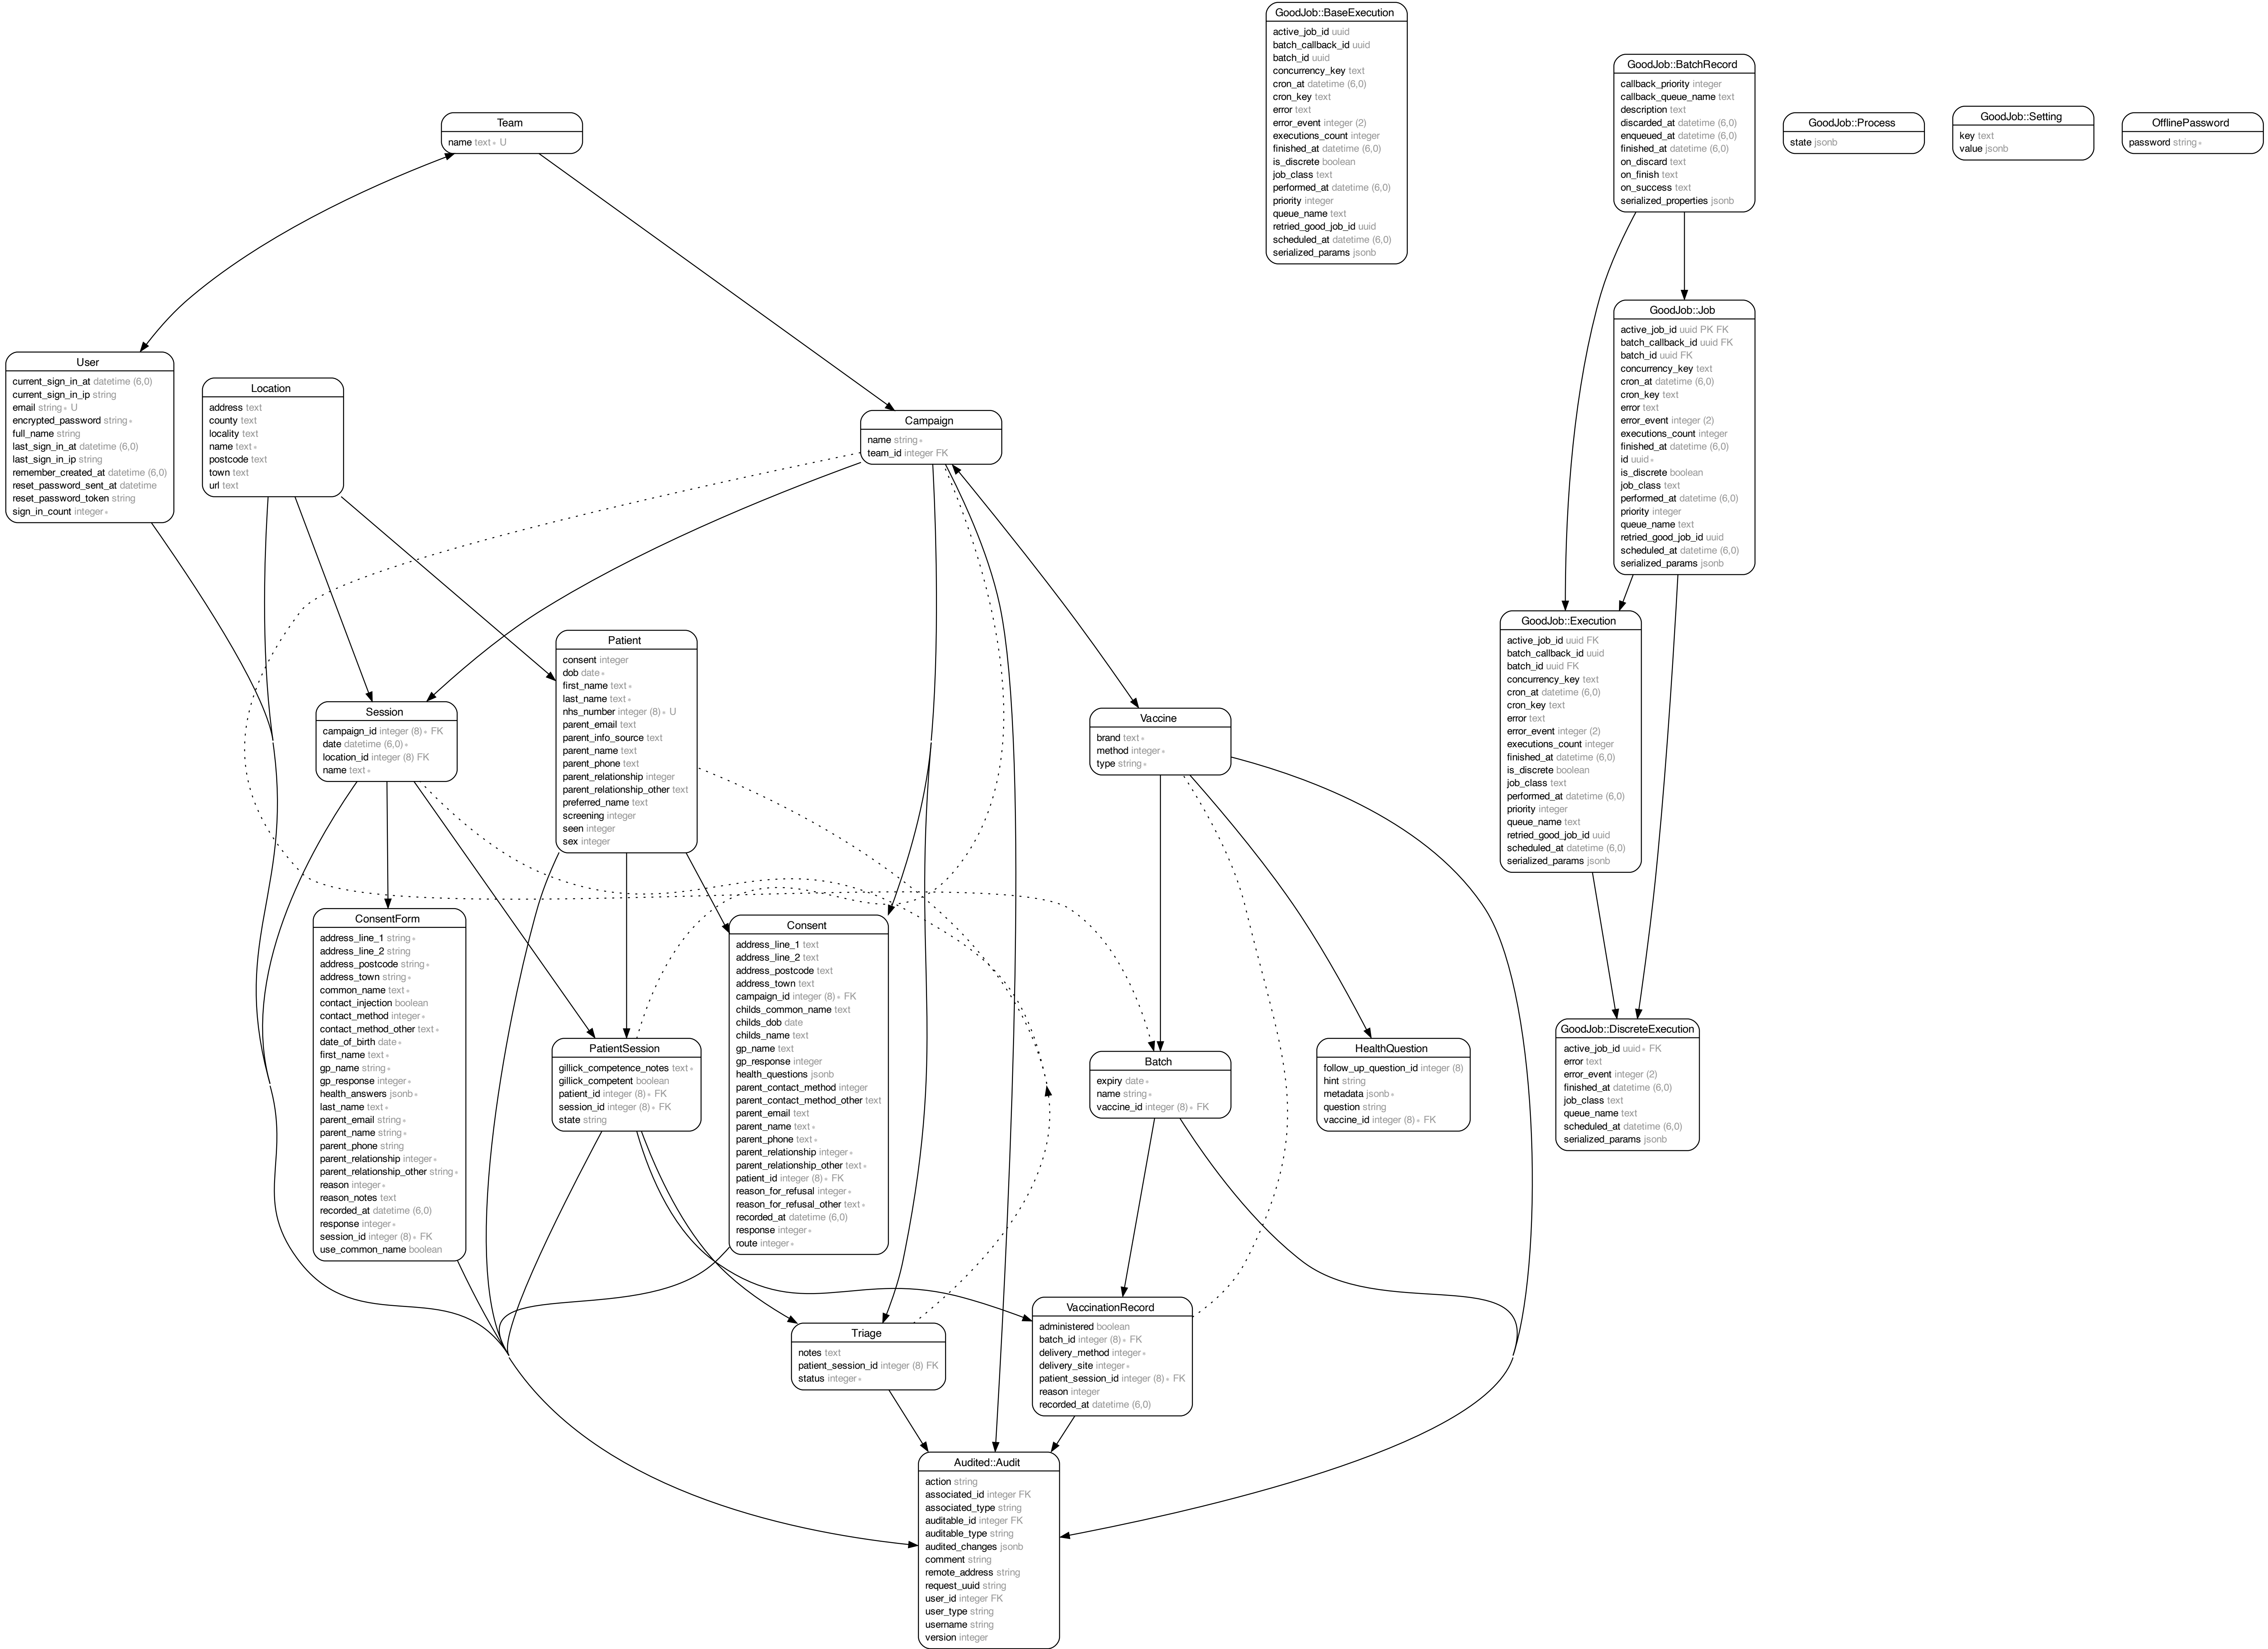 GoodJob::BaseExecution
active_job_id uuid
batch_callback_id uuid
batch_id uuid
concurrency_key text
cron_at datetime (6,0)
cron_key text
error text
error_event integer (2)
executions_count integer
finished_at datetime (6,0)
is_discrete boolean
job_class text
performed_at datetime (6,0)
priority integer
queue_name text
retried_good_job_id uuid
scheduled_at datetime (6,0)
serialized_params jsonb
GoodJob::BatchRecord
callback_priority integer
callback_queue_name text
description text
discarded_at datetime (6,0)
enqueued_at datetime (6,0)
finished_at datetime (6,0)
on_discard text
on_finish text
on_success text
serialized_properties jsonb
GoodJob::Process
state jsonb
GoodJob::Setting
key text
value jsonb
OfflinePassword
password string∗
Team
name text∗ U
User
current_sign_in_at datetime (6,0)
current_sign_in_ip string
email string∗ U
encrypted_password string∗
full_name string
last_sign_in_at datetime (6,0)
last_sign_in_ip string
remember_created_at datetime (6,0)
reset_password_sent_at datetime
reset_password_token string
sign_in_count integer∗
Location
address text
county text
locality text
name text∗
postcode text
town text
url text
Campaign
name string∗
team_id integer FK
GoodJob::Job
active_job_id uuid PK FK
batch_callback_id uuid FK
batch_id uuid FK
concurrency_key text
cron_at datetime (6,0)
cron_key text
error text
error_event integer (2)
executions_count integer
finished_at datetime (6,0)
id uuid∗
is_discrete boolean
job_class text
performed_at datetime (6,0)
priority integer
queue_name text
retried_good_job_id uuid
scheduled_at datetime (6,0)
serialized_params jsonb
Patient
consent integer
dob date∗
first_name text∗
last_name text∗
nhs_number integer (8)∗ U
parent_email text
parent_info_source text
parent_name text
parent_phone text
parent_relationship integer
parent_relationship_other text
preferred_name text
screening integer
seen integer
sex integer
Session
campaign_id integer (8)∗ FK
date datetime (6,0)∗
location_id integer (8) FK
name text∗
Vaccine
brand text∗
method integer∗
type string∗
GoodJob::Execution
active_job_id uuid FK
batch_callback_id uuid
batch_id uuid FK
concurrency_key text
cron_at datetime (6,0)
cron_key text
error text
error_event integer (2)
executions_count integer
finished_at datetime (6,0)
is_discrete boolean
job_class text
performed_at datetime (6,0)
priority integer
queue_name text
retried_good_job_id uuid
scheduled_at datetime (6,0)
serialized_params jsonb
ConsentForm
address_line_1 string∗
address_line_2 string
address_postcode string∗
address_town string∗
common_name text∗
contact_injection boolean
contact_method integer∗
contact_method_other text∗
date_of_birth date∗
first_name text∗
gp_name string∗
gp_response integer∗
health_answers jsonb∗
last_name text∗
parent_email string∗
parent_name string∗
parent_phone string
parent_relationship integer∗
parent_relationship_other string∗
reason integer∗
reason_notes text
recorded_at datetime (6,0)
response integer∗
session_id integer (8)∗ FK
use_common_name boolean
Consent
address_line_1 text
address_line_2 text
address_postcode text
address_town text
campaign_id integer (8)∗ FK
childs_common_name text
childs_dob date
childs_name text
gp_name text
gp_response integer
health_questions jsonb
parent_contact_method integer
parent_contact_method_other text
parent_email text
parent_name text∗
parent_phone text∗
parent_relationship integer∗
parent_relationship_other text∗
patient_id integer (8)∗ FK
reason_for_refusal integer∗
reason_for_refusal_other text∗
recorded_at datetime (6,0)
response integer∗
route integer∗
PatientSession
gillick_competence_notes text∗
gillick_competent boolean
patient_id integer (8)∗ FK
session_id integer (8)∗ FK
state string
Batch
expiry date∗
name string∗
vaccine_id integer (8)∗ FK
HealthQuestion
follow_up_question_id integer (8)
hint string
metadata jsonb∗
question string
vaccine_id integer (8)∗ FK
GoodJob::DiscreteExecution
active_job_id uuid∗ FK
error text
error_event integer (2)
finished_at datetime (6,0)
job_class text
queue_name text
scheduled_at datetime (6,0)
serialized_params jsonb
Triage
notes text
patient_session_id integer (8) FK
status integer∗
VaccinationRecord
administered boolean
batch_id integer (8)∗ FK
delivery_method integer∗
delivery_site integer∗
patient_session_id integer (8)∗ FK
reason integer
recorded_at datetime (6,0)
Audited::Audit
action string
associated_id integer FK
associated_type string
auditable_id integer FK
auditable_type string
audited_changes jsonb
comment string
remote_address string
request_uuid string
user_id integer FK
user_type string
username string
version integer